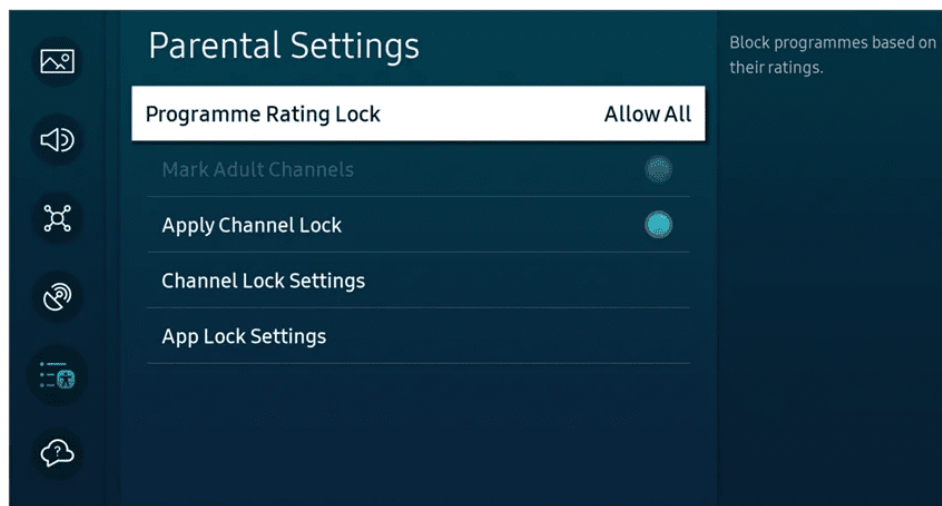 Parental Settings
Programme Rating Lock Allow All
Mark Adult Channels
Apply Channel Lock
Channel Lock Settings
App Lock Settings
Block programmes based on
their ratings.
?